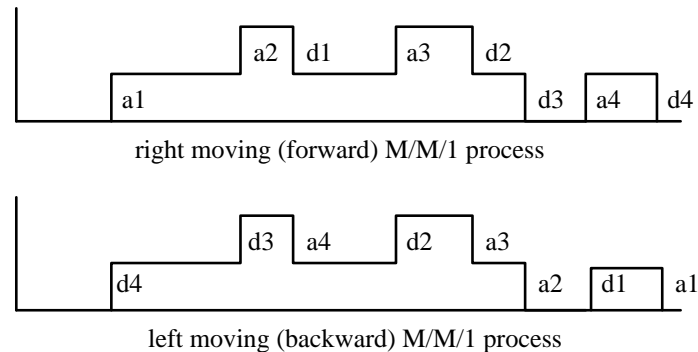 a2 d1 a3 d2
a1 d3 a4 d4
right moving (forward) M/M/1 process
d3 a4 d2 a3
d4 a2 d1 a1
left moving (backward) M/M/1 process